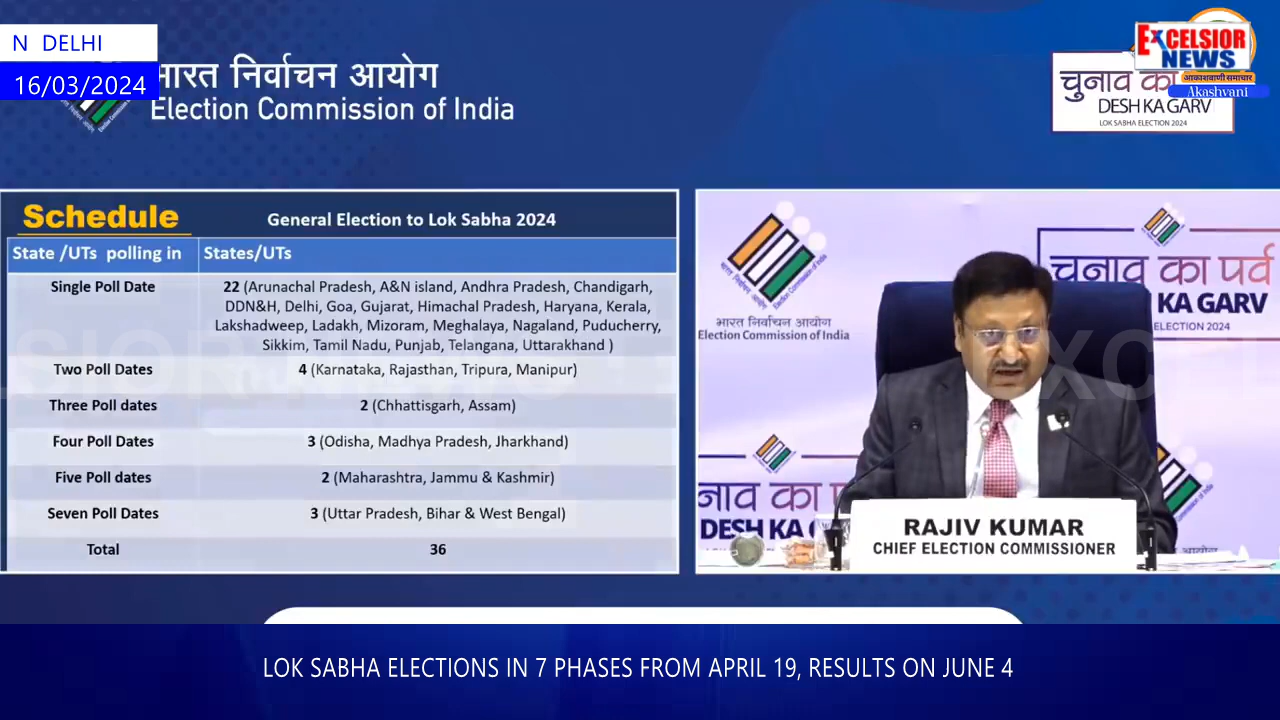 N DELHI
16/03/2024
भारत निर्वाचन आयोग
Election Commission of India
EXCELSIOR
NEWS
आकाशवाणी समाचार
Akashvani
चुनाव का
DESH KA GARV
LOK SABHA ELECTION 2024
Schedule
General Election to Lok Sabha 2024
State /UTs polling in
States/UTs
Single Poll Date
22 (Arunachal Pradesh, A&N island, Andhra Pradesh, Chandigarh,
DDN&H, Delhi, Goa, Gujarat, Himachal Pradesh, Haryana, Kerala,
Lakshadweep, Ladakh, Mizoram, Meghalaya, Nagaland, Puducherry,
Sikkim, Tamil Nadu, Punjab, Telangana, Uttarakhand )
Two Poll Dates
4 (Karnataka, Rajasthan, Tripura, Manipur)
Three Poll dates
2 (Chhattisgarh, Assam)
Four Poll Dates
3 (Odisha, Madhya Pradesh, Jharkhand)
Five Poll dates
2 (Maharashtra, Jammu & Kashmir)
Seven Poll Dates
3 (Uttar Pradesh, Bihar & West Bengal)
Total
36
भारत निर्वाचन आयोग
Election Commission of India
चुनाव का पर्व
KA GARV
ELECTION 2024
का
DESH KA
RAJIV KUMAR
CHIEF ELECTION COMMISSIONER
LOK SABHA ELECTIONS IN 7 PHASES FROM APRIL 19, RESULTS ON JUNE 4